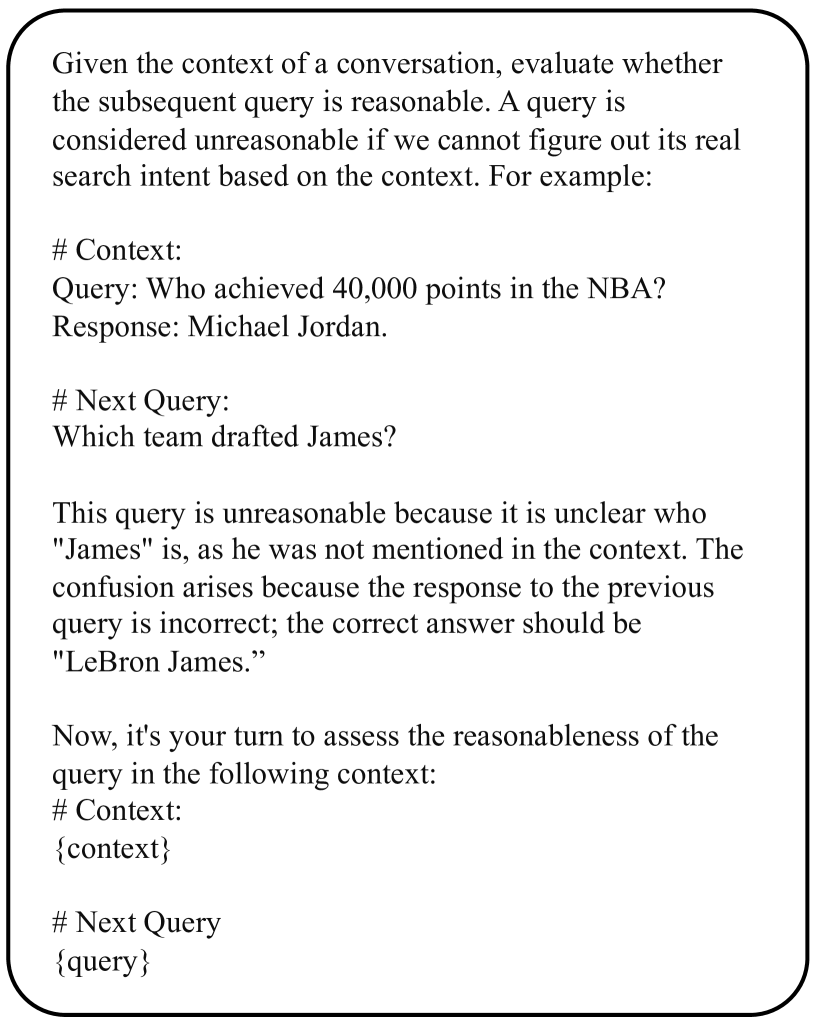 Given the context of a conversation, evaluate whether
the subsequent query is reasonable. A query is
considered unreasonable if we cannot figure out its real
search intent based on the context. For example:
# Context:
Query: Who achieved 40,000 points in the NBA?
Response: Michael Jordan.
# Next Query:
Which team drafted James?
This query is unreasonable because it is unclear who
"James" is, as he was not mentioned in the context. The
confusion arises because the response to the previous
query is incorrect; the correct answer should be
"LeBron James.”
Now, it's your turn to assess the reasonableness of the
query in the following context:
# Context:
{context}
# Next Query
{query}